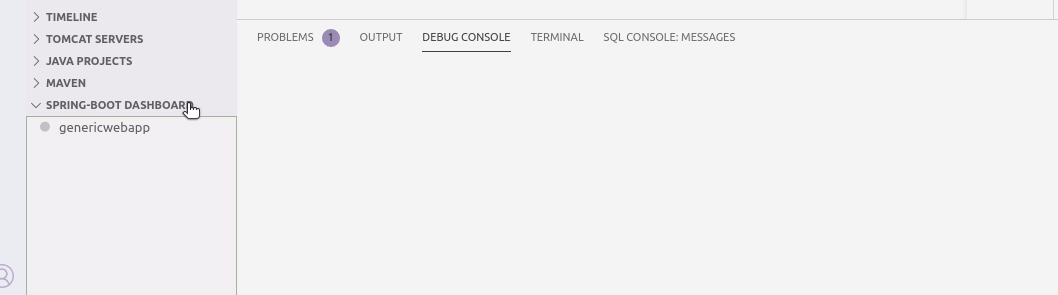 TIMELINE
TOMCAT SERVERS
JAVA PROJECTS
MAVEN
SPRING-BOOT DASHBOARD
genericwebapp
PROBLEMS 1 OUTPUT DEBUG CONSOLE TERMINAL SQL CONSOLE: MESSAGES